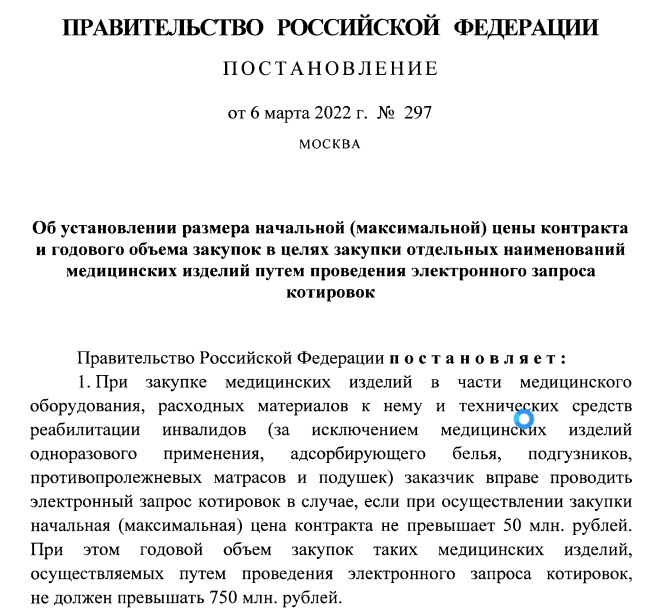 ПРАВИТЕЛЬСТВО РОССИЙСКОЙ ФЕДЕРАЦИИ
ПОСТАНОВЛЕНИЕ
от 6 марта 2022 г. № 297
МОСКВА
Об установлении размера начальной (максимальной) цены контракта
и годового объема закупок в целях закупки отдельных наименований
медицинских изделий путем проведения электронного запроса
котировок
Правительство Российской Федерации постановляет:
1. При закупке медицинских изделий в части медицинского
оборудования, расходных материалов к нему и технических средств
реабилитации инвалидов (за исключением медицинских изделий
одноразового применения, адсорбирующего белья, подгузников,
противопролежневых матрасов и подушек) заказчик вправе проводить
электронный запрос котировок в случае, если при осуществлении закупки
начальная (максимальная) цена контракта не превышает 50 млн. рублей.
При этом годовой объем закупок таких медицинских изделий,
осуществляемых путем проведения электронного запроса котировок,
не должен превышать 750 млн. рублей.